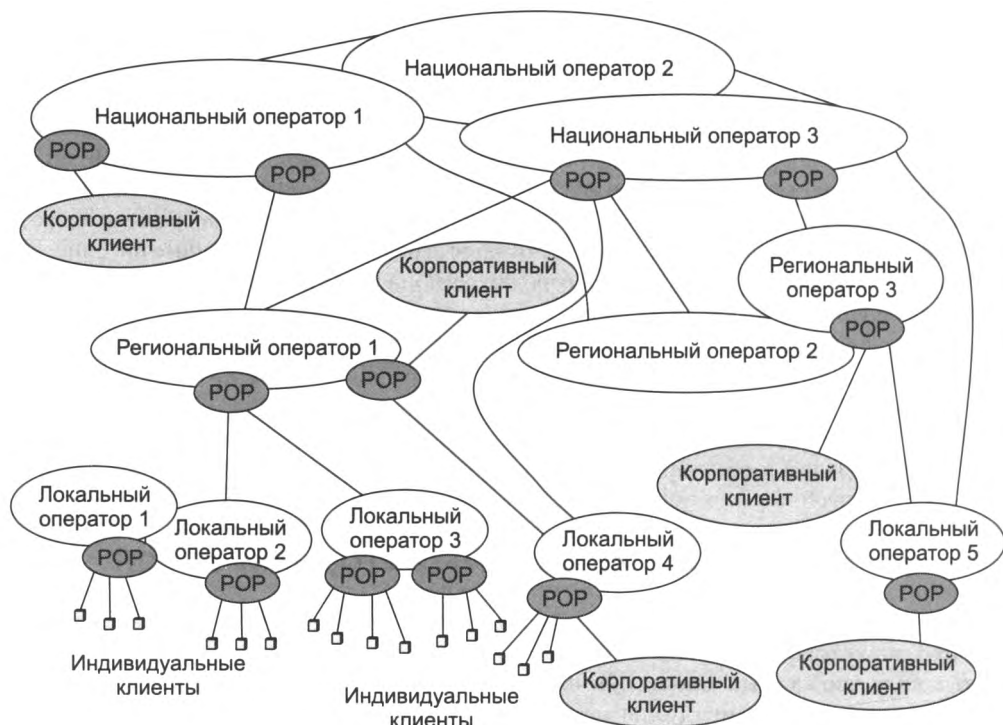 Национальный оператор 2
Национальный оператор 1
Национальный оператор 3
POP
POP
POP
POP
Корпоративный
клиент
Корпоративный
клиент
Региональный
оператор 3
POP
Региональный оператор 1
Региональный оператор 2
POP
POP
Корпоративный
клиент
Локальный
оператор 1
Локальный
оператор 2
Локальный
оператор 3
Локальный
оператор 4
Локальный
оператор 5
POP
POP
POP
POP
POP
POP
Индивидуальные
клиенты
Индивидуальные
клиенты
Корпоративный
клиент
Корпоративный
клиент